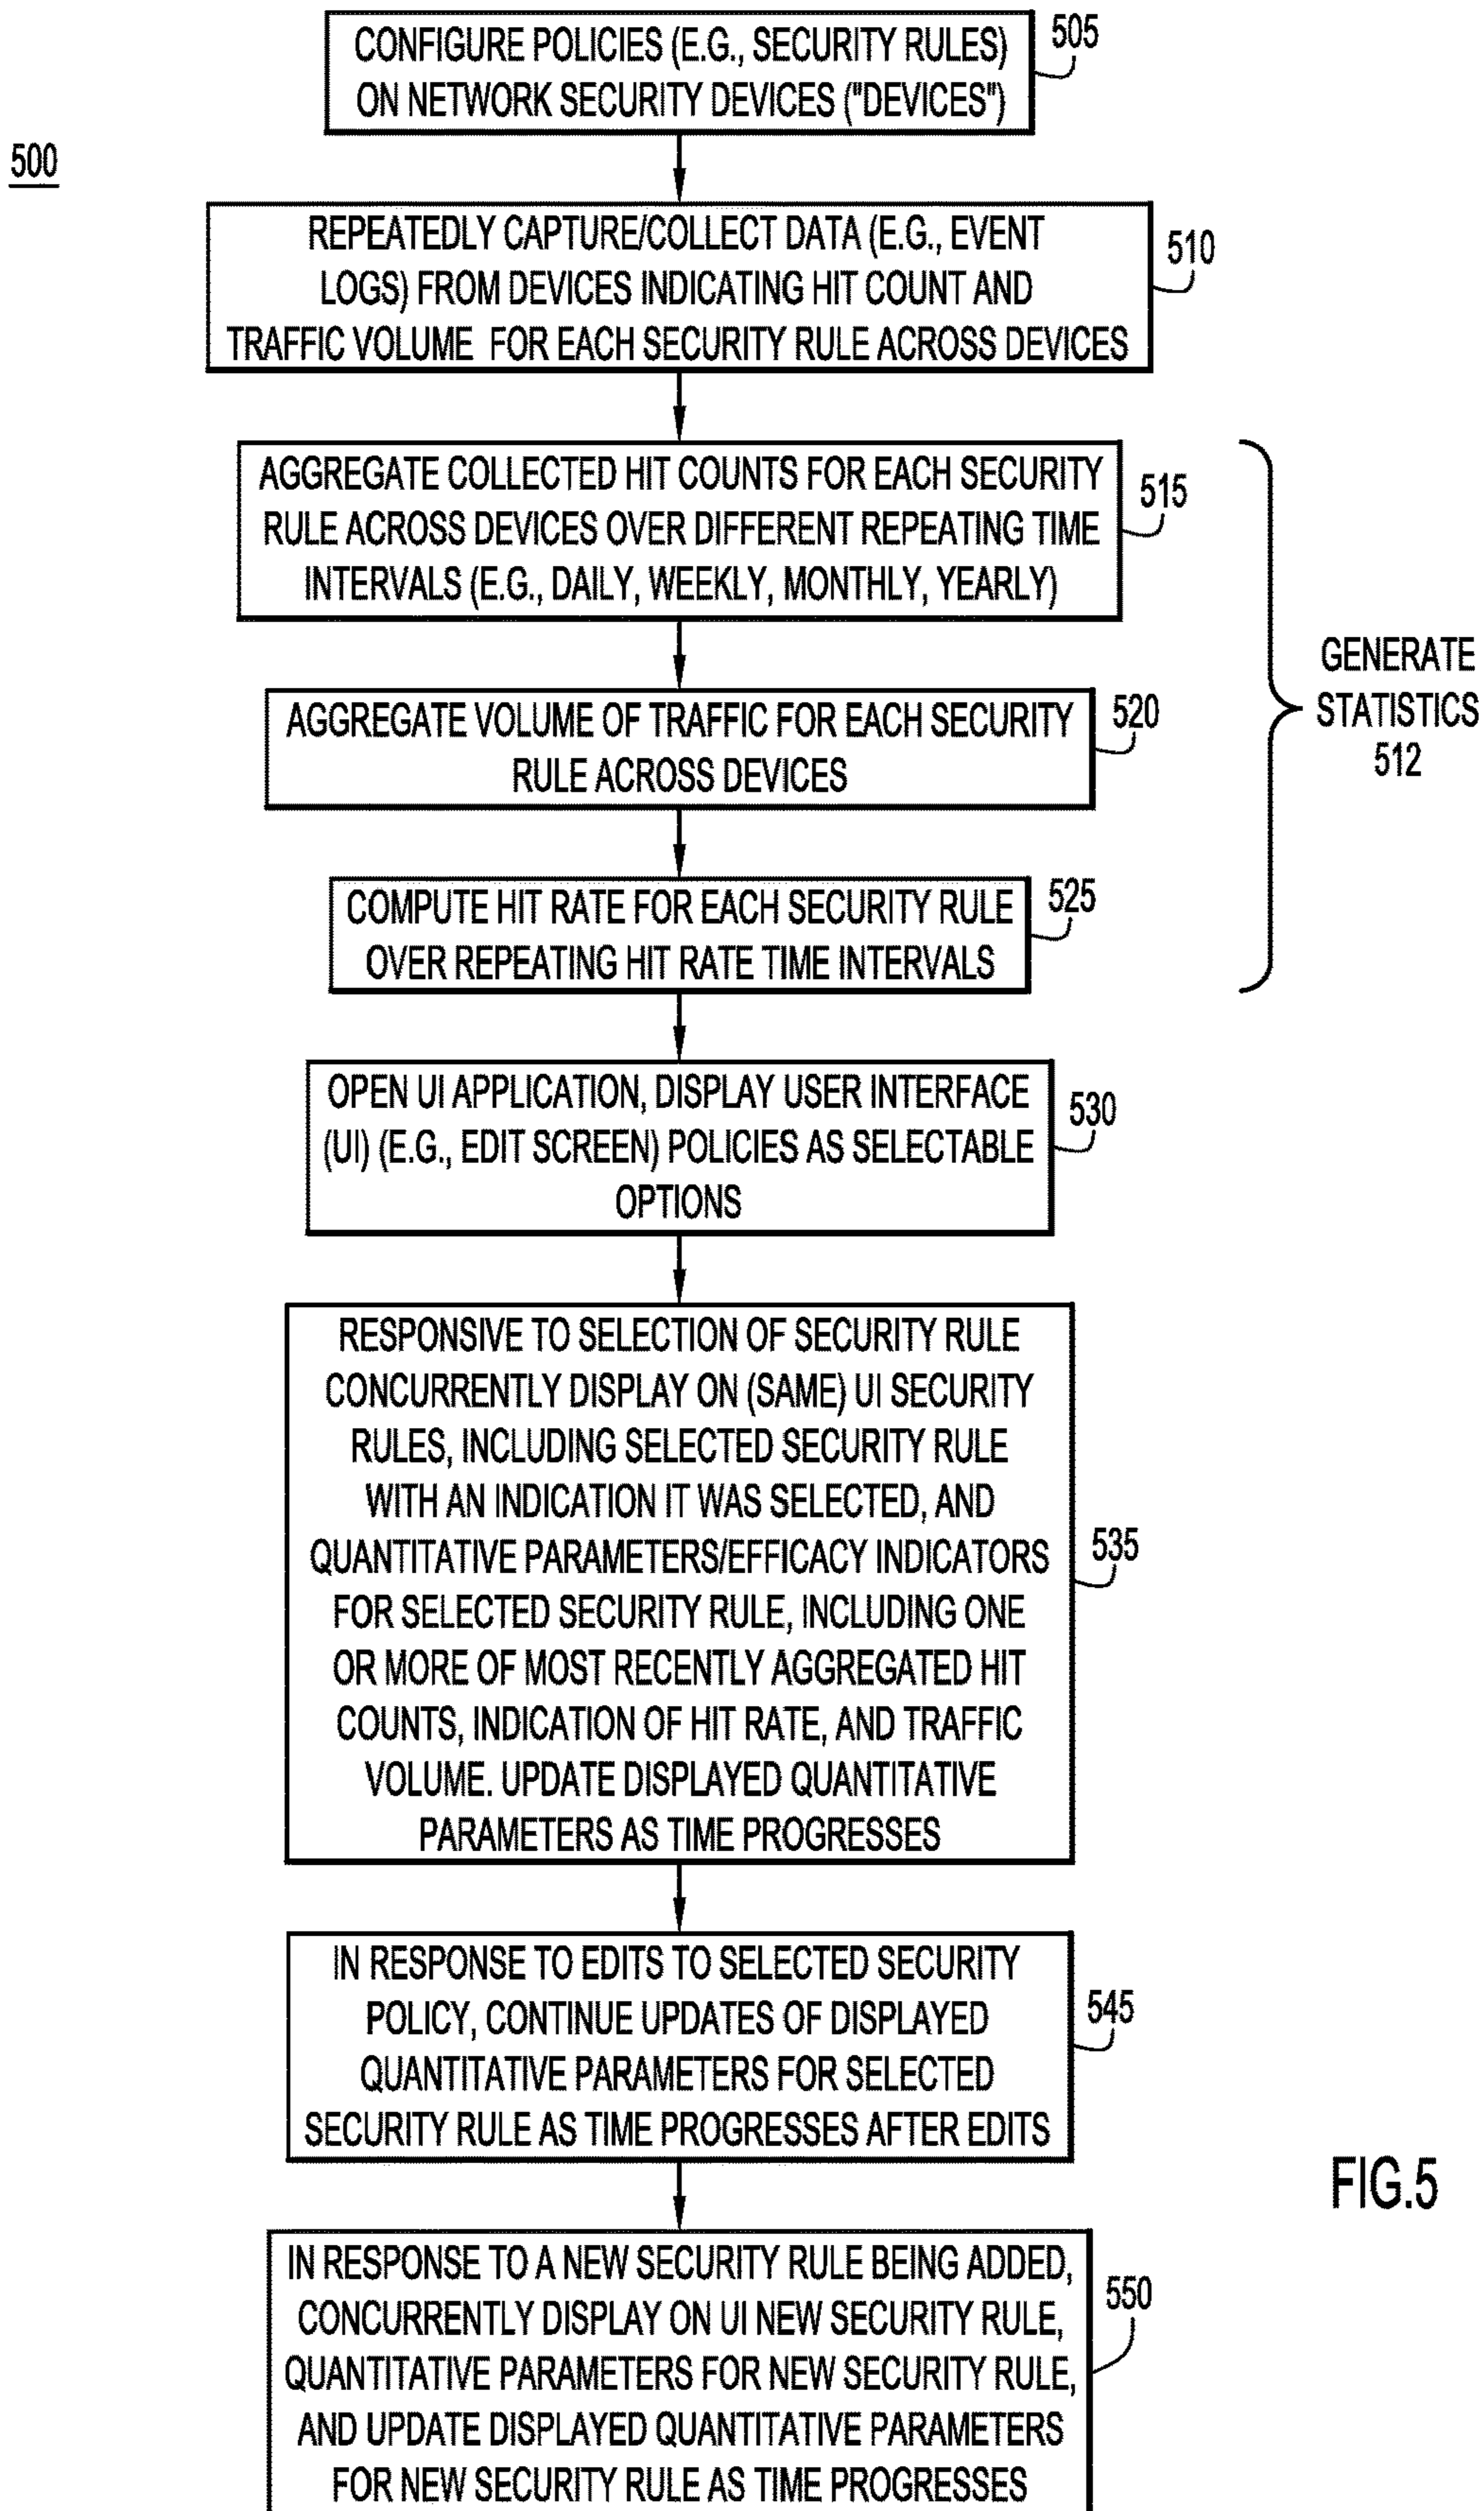 CONFIGURE POLICIES (E.G., SECURITY RULES)
ON NETWORK SECURITY DEVICES ("DEVICES")
505
500
REPEATEDLY CAPTURE/COLLECT DATA (E.G., EVENT
LOGS) FROM DEVICES INDICATING HIT COUNT AND
TRAFFIC VOLUME FOR EACH SECURITY RULE ACROSS DEVICES
510
AGGREGATE COLLECTED HIT COUNTS FOR EACH SECURITY
RULE ACROSS DEVICES OVER DIFFERENT REPEATING TIME
INTERVALS (E.G., DAILY, WEEKLY, MONTHLY, YEARLY)
515
AGGREGATE VOLUME OF TRAFFIC FOR EACH SECURITY
RULE ACROSS DEVICES
520
COMPUTE HIT RATE FOR EACH SECURITY RULE
OVER REPEATING HIT RATE TIME INTERVALS
525
GENERATE
STATISTICS
512
OPEN UI APPLICATION, DISPLAY USER INTERFACE
(UI) (E.G., EDIT SCREEN) POLICIES AS SELECTABLE
OPTIONS
530
RESPONSIVE TO SELECTION OF SECURITY RULE
CONCURRENTLY DISPLAY ON (SAME) UI SECURITY
RULES, INCLUDING SELECTED SECURITY RULE
WITH AN INDICATION IT WAS SELECTED, AND
QUANTITATIVE PARAMETERS/EFFICACY INDICATORS
FOR SELECTED SECURITY RULE, INCLUDING ONE
OR MORE OF MOST RECENTLY AGGREGATED HIT
COUNTS, INDICATION OF HIT RATE, AND TRAFFIC
VOLUME. UPDATE DISPLAYED QUANTITATIVE
PARAMETERS AS TIME PROGRESSES
535
IN RESPONSE TO EDITS TO SELECTED SECURITY
POLICY, CONTINUE UPDATES OF DISPLAYED
QUANTITATIVE PARAMETERS FOR SELECTED
SECURITY RULE AS TIME PROGRESSES AFTER EDITS
545
IN RESPONSE TO A NEW SECURITY RULE BEING ADDED,
CONCURRENTLY DISPLAY ON UI NEW SECURITY RULE,
QUANTITATIVE PARAMETERS FOR NEW SECURITY RULE,
AND UPDATE DISPLAYED QUANTITATIVE PARAMETERS
FOR NEW SECURITY RULE AS TIME PROGRESSES
550
FIG.5